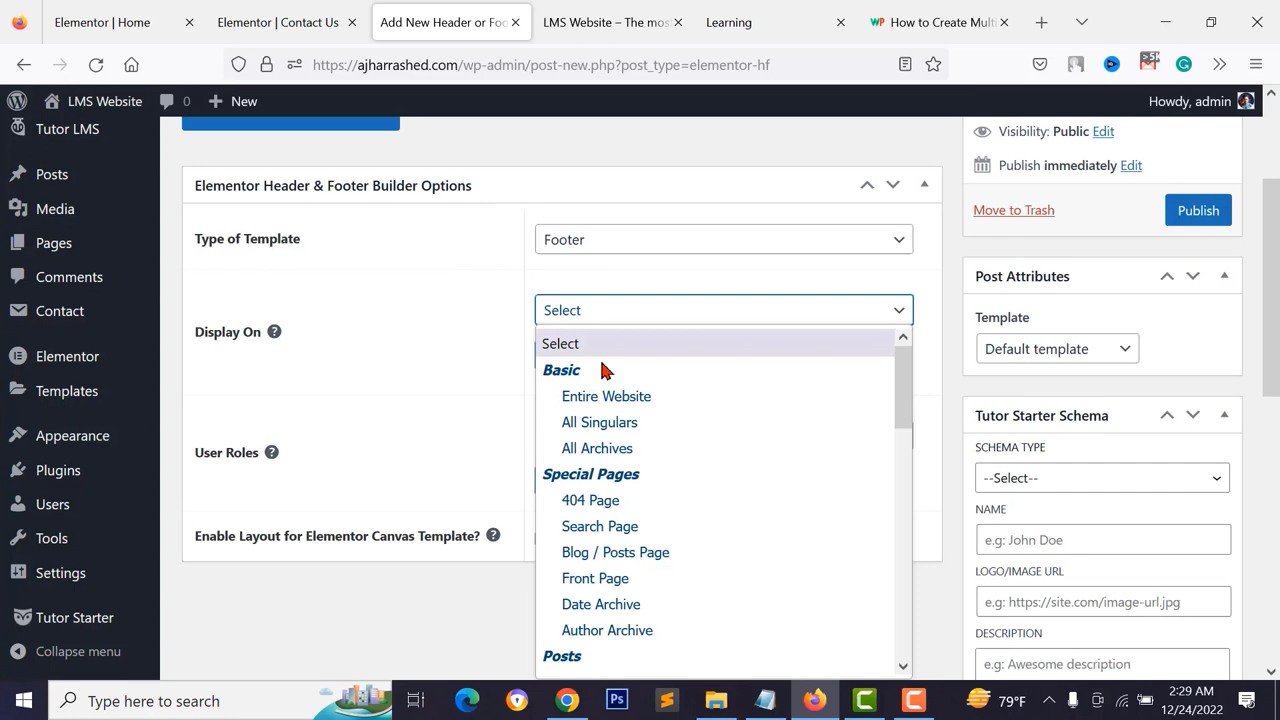 Elementor | Home
Elementor | Contact Us
Add New Header or Foo
LMS Website – The mos
Learning
How to Create Multi
https://ajharrashed.com/wp-admin/post-new.php?post_type=elementor-hf
LMS Website
0
New
Howdy, admin
Tutor LMS
Posts
Media
Pages
Comments
Contact
Elementor
Templates
Appearance
Plugins
Users
Tools
Settings
Tutor Starter
Collapse menu
Elementor Header & Footer Builder Options
Type of Template
Footer
Display On
Select
Select
Basic
Entire Website
All Singulars
All Archives
Special Pages
404 Page
Search Page
Blog / Posts Page
Front Page
Date Archive
Author Archive
Posts
User Roles
Enable Layout for Elementor Canvas Template?
Visibility: Public Edit
Publish immediately Edit
Move to Trash
Publish
Post Attributes
Template
Default template
Tutor Starter Schema
SCHEMA TYPE
--Select--
NAME
e.g: John Doe
LOGO/IMAGE URL
e.g: https://site.com/image-url.jpg
DESCRIPTION
e.g: Awesome description
Type here to search
79°F
2:29 AM
12/24/2022